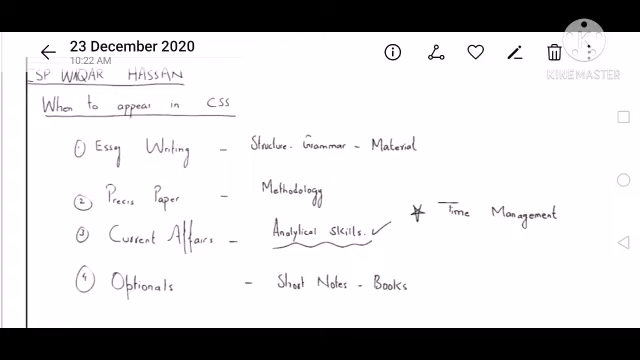 23 December 2020
10:22 AM
KINEMASTER
CSP WAQAR HASSAN
When to appear in CSS
① Essay Writing - Structure - Grammar - Material
② Precis Paper - Methodology
* Time Management
③ Current Affairs - Analytical Skills. ✓
④ Optionals - Short Notes - Books